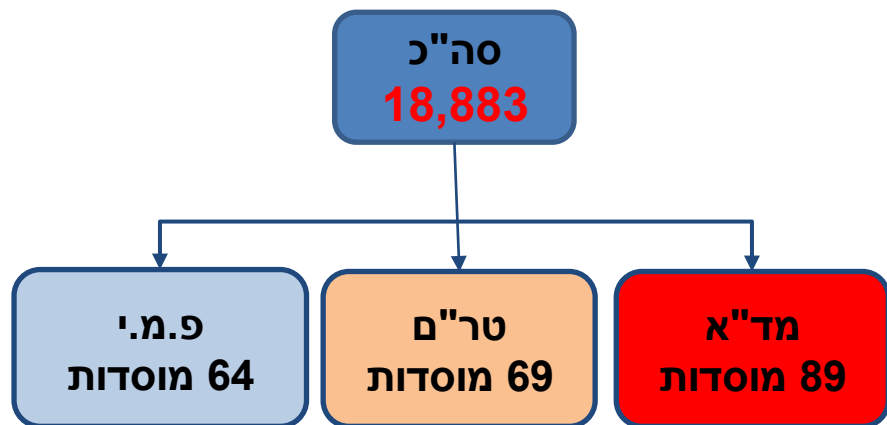 סה"כ
18,883
מד"א
89 מוסדות
טר"ם
69 מוסדות
פ.מ.י
64 מוסדות